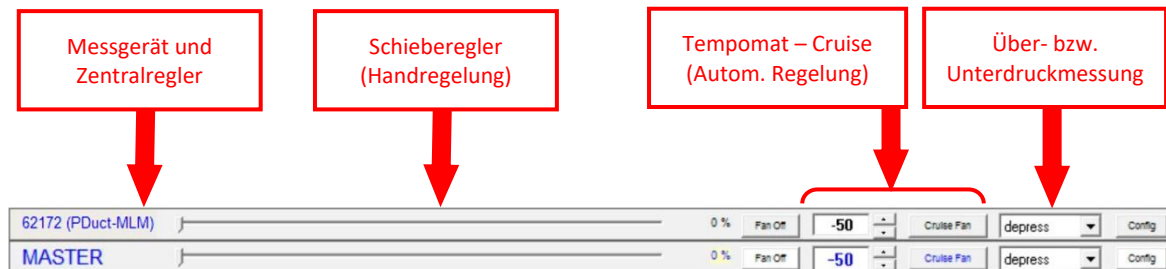 Messgerät und
Zentralregler
Schieberegler
(Handregelung)
Tempomat – Cruise
(Autom. Regelung)
Über- bzw.
Unterdruckmessung
62172 (PDuct-MLM) 0 % Fan Off -50 Cruise Fan depress Config
MASTER 0 % Fan Off -50 Cruise Fan depress Config